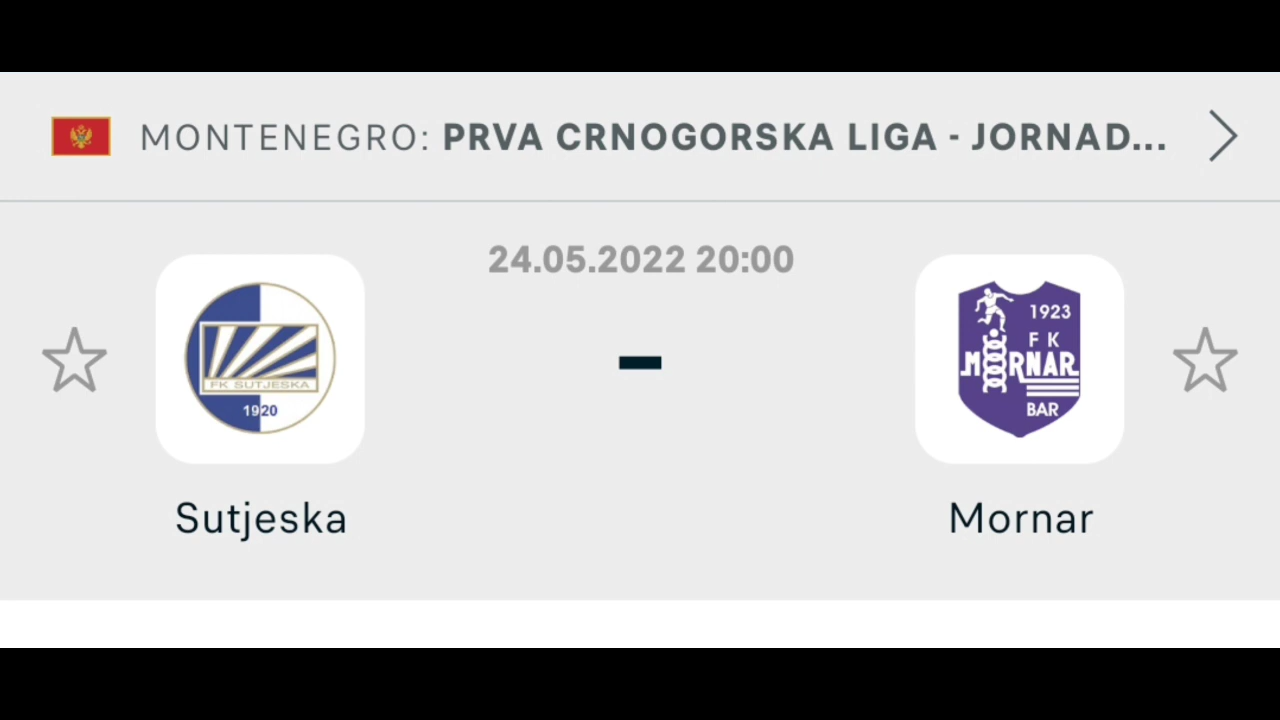 MONTENEGRO: PRVA CRNOGORSKA LIGA - JORNAD...
24.05.2022 20:00
FK SUTJESKA
1920
-
1923
FK
MORNAR
BAR
Sutjeska
Mornar